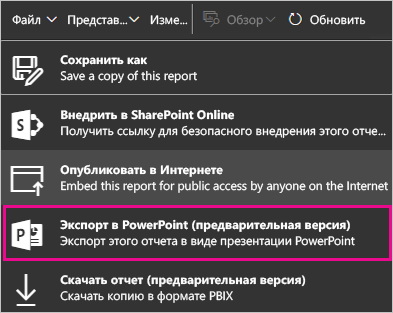 Файл Представ... Изме... Обзор Обновить
Сохранить как
Save a copy of this report
Внедрить в SharePoint Online
Получить ссылку для безопасного внедрения этого отче...
Опубликовать в Интернете
Embed this report for public access by anyone on the Internet
Экспорт в PowerPoint (предварительная версия)
Экспорт этого отчета в виде презентации PowerPoint
Скачать отчет (предварительная версия)
Скачать копию в формате PBIX